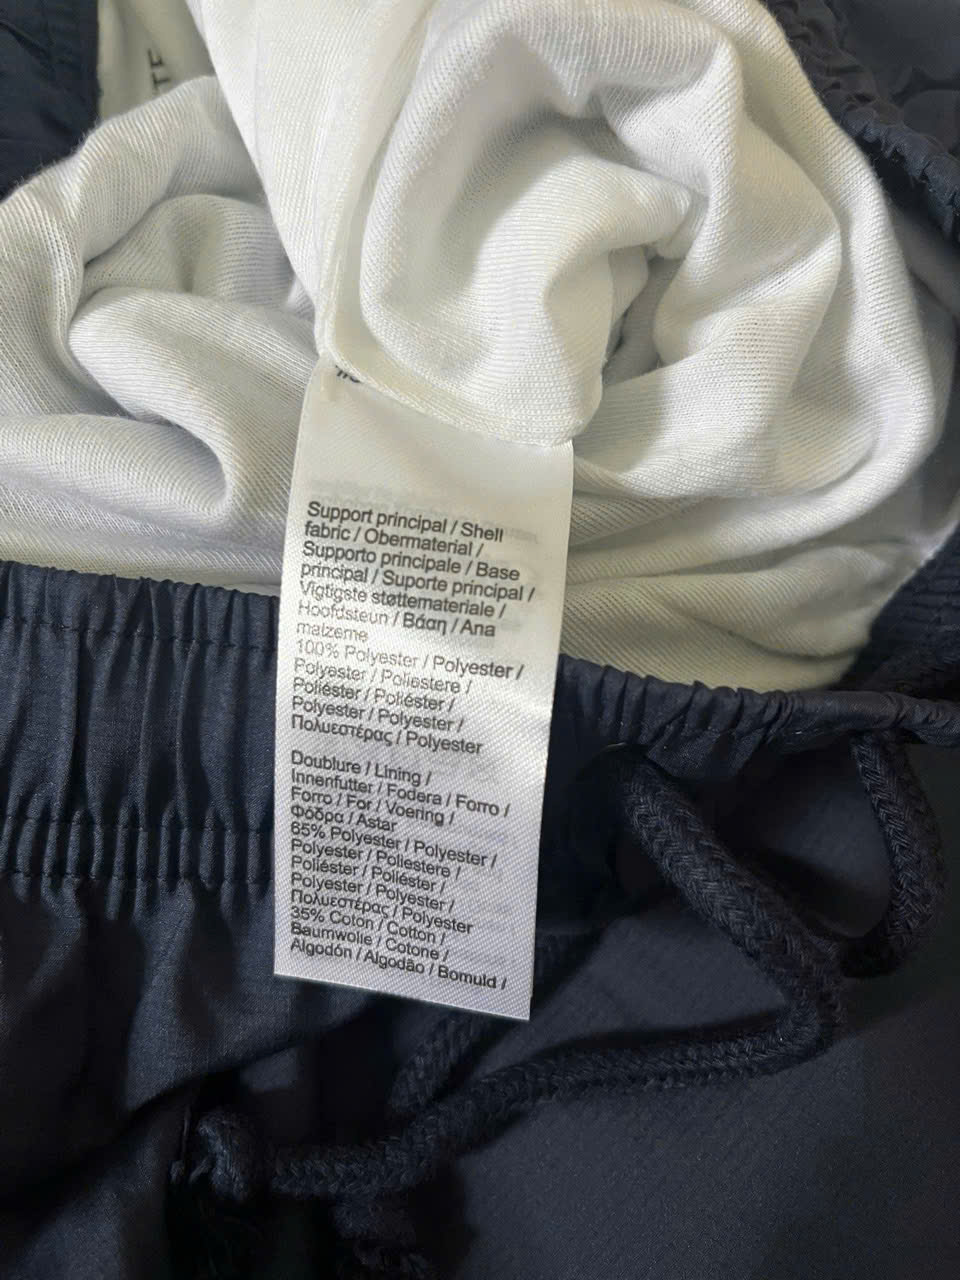 TE
Support principal / Shell
fabric / Obermaterial /
Supporto principale / Base
principal / Suporte principal /
Vigtigste støttemateriale /
Hoofdsteun / Βάση / Ana
malzeme
100% Polyester / Polyester /
Polyester / Poliestere /
Poliéster / Poliéster /
Polyester / Polyester /
Πολυεστέρας / Polyester
Doublure / Lining /
Innenfutter / Fodera / Forro /
Forro / For / Voering /
Φόδρα / Astar
65% Polyester / Polyester /
Polyester / Poliestere /
Poliéster / Poliéster /
Polyester / Polyester /
Πολυεστέρας / Polyester
35% Coton / Cotton /
Baumwolle / Cotone /
Algodón / Algodão / Bomuld /